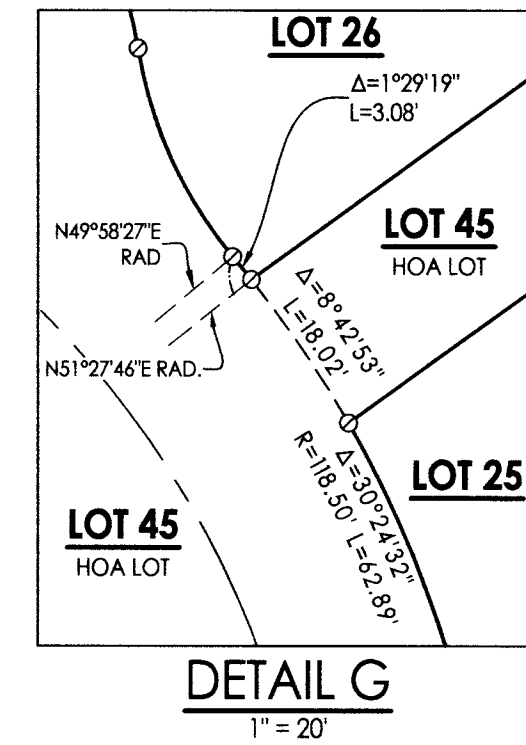 LOT 26
Δ=1°29'19"
L=3.08'
N49°58'27"E
RAD
LOT 45
HOA LOT
N51°27'46"E RAD.
Δ=8°42'53"
L=18.02'
Δ=30°24'32"
R=118.50' L=62.89'
LOT 25
LOT 45
HOA LOT
DETAIL G
1" = 20'